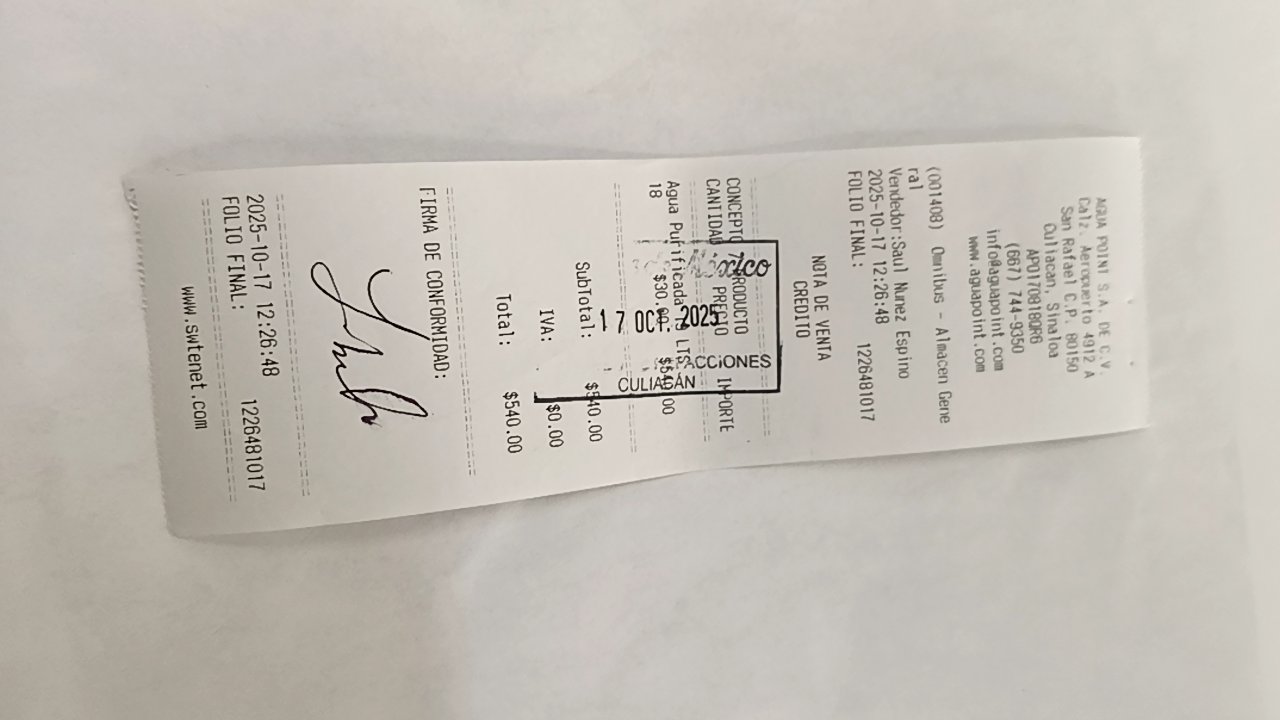 AGUA POINT S.A. DE C.V.
Calz. Aeropuerto 4912 A
San Rafael C.P. 80150
Culiacan, Sinaloa
APO170818QR6
(667) 744-9350
info@aguapoint.com
www.aguapoint.com
(001408) Omnibus - Almacen Gene
ral
Vendedor:Saul Nunez Espino
2025-10-17 12:26:48
FOLIO FINAL: 1226481017
NOTA DE VENTA
CREDITO
CONCEPTO PRODUCTO
CANTIDAD PRECIO IMPORTE
Agua Purificada LTS
18 $30.00 $540.00
17 OCT. 2025
CULIACÁN
SubTotal: $540.00
IVA: $0.00
Total: $540.00
FIRMA DE CONFORMIDAD:
2025-10-17 12:26:48
FOLIO FINAL: 1226481017
www.swtenet.com